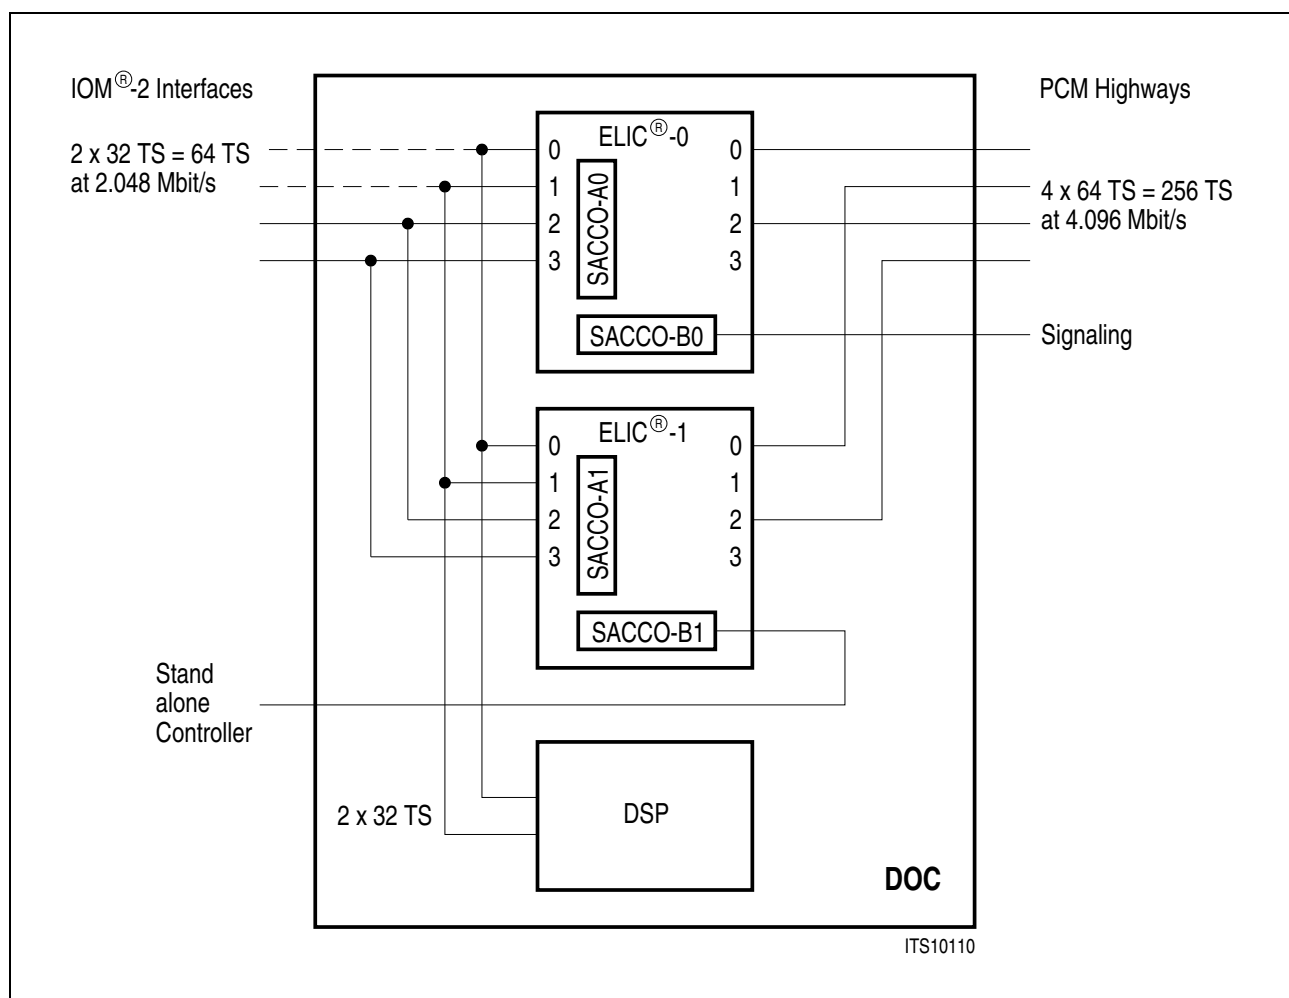 IOM®-2 Interfaces
PCM Highways
2 x 32 TS = 64 TS
at 2.048 Mbit/s
4 x 64 TS = 256 TS
at 4.096 Mbit/s
Signaling
ELIC®-0
0
1
2
3
SACCO-A0
0
1
2
3
SACCO-B0
ELIC®-1
0
1
2
3
SACCO-A1
0
1
2
3
SACCO-B1
Stand
alone
Controller
2 x 32 TS
DSP
DOC
ITS10110